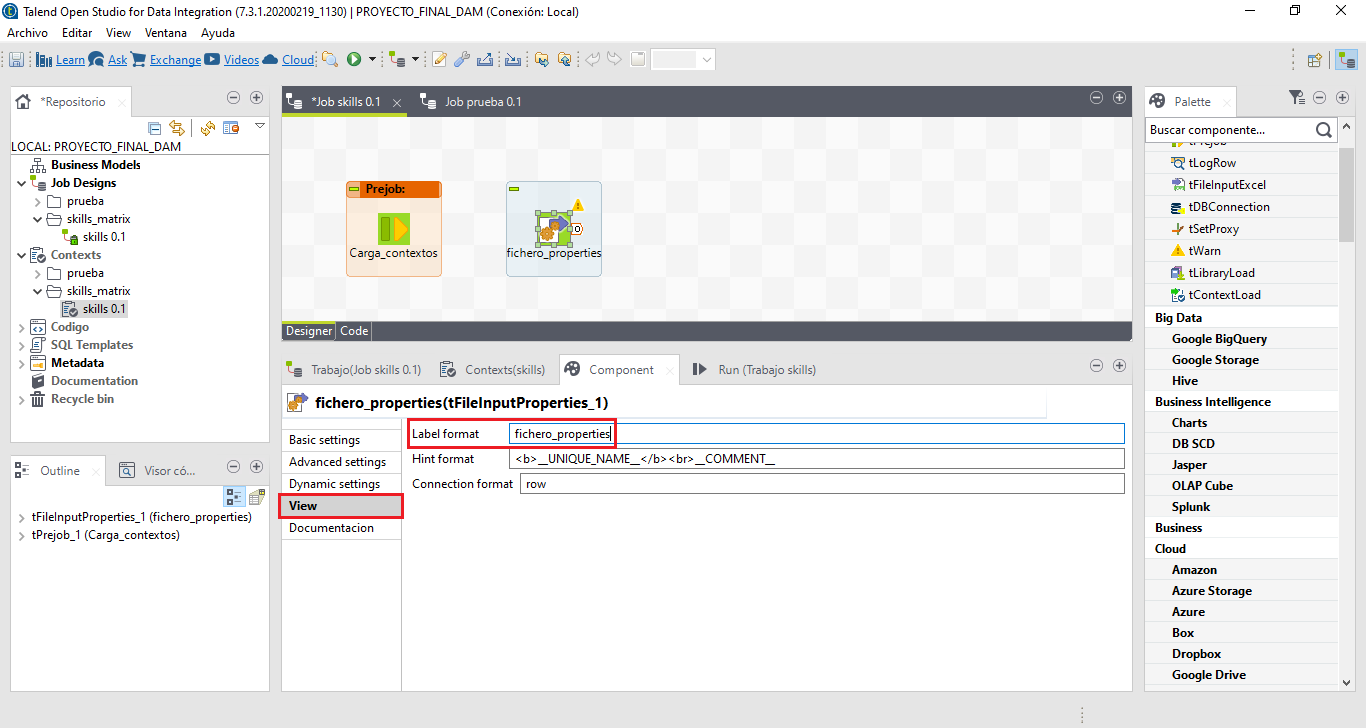 Talend Open Studio for Data Integration (7.3.1.20200219_1130) | PROYECTO_FINAL_DAM (Conexión: Local)
Archivo Editar View Ventana Ayuda
Learn Ask Exchange Videos Cloud
*Repositorio
LOCAL: PROYECTO_FINAL_DAM
Business Models
Job Designs
prueba
skills_matrix
skills 0.1
Contexts
prueba
skills_matrix
skills 0.1
Codigo
SQL Templates
Metadata
Documentation
Recycle bin
Outline Visor có...
tFileInputProperties_1 (fichero_properties)
tPrejob_1 (Carga_contextos)
*Job skills 0.1 Job prueba 0.1
Prejob:
Carga_contextos fichero_properties
Designer Code
Trabajo(Job skills 0.1) Contexts(skills) Component Run (Trabajo skills)
fichero_properties(tFileInputProperties_1)
Basic settings
Advanced settings
Dynamic settings
View
Documentacion
Label format fichero_properties
Hint format <b>__UNIQUE_NAME__</b><br>__COMMENT__
Connection format row
Palette
Buscar componente...
tPrejob
tLogRow
tFileInputExcel
tDBConnection
tSetProxy
tWarn
tLibraryLoad
tContextLoad
Big Data
Google BigQuery
Google Storage
Hive
Business Intelligence
Charts
DB SCD
Jasper
OLAP Cube
Splunk
Business
Cloud
Amazon
Azure Storage
Azure
Box
Dropbox
Google Drive